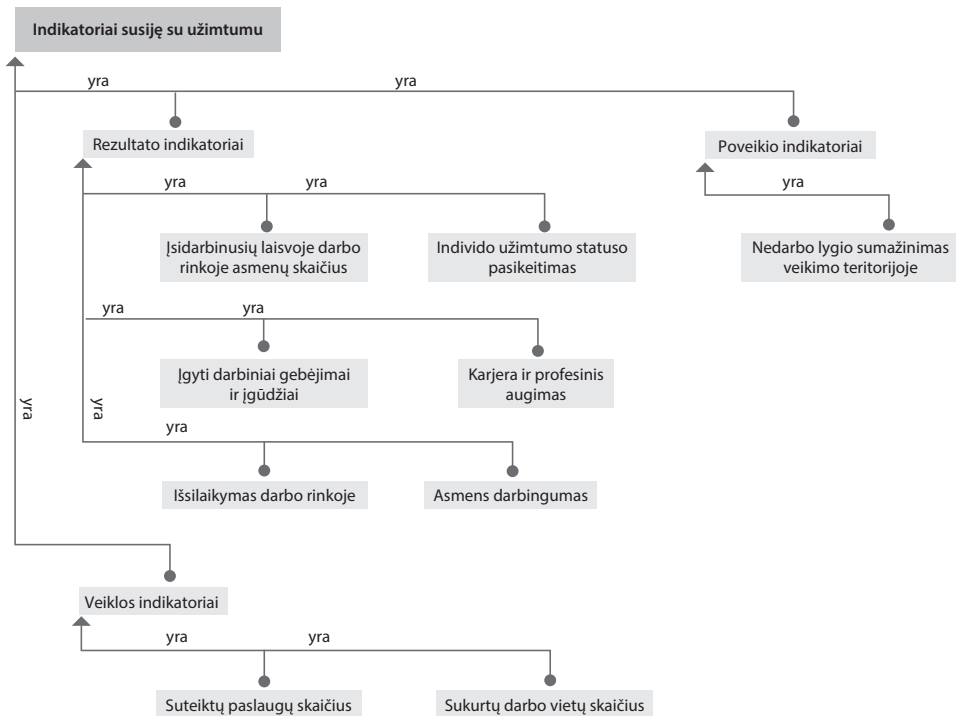 Indikatoriai susiję su užimtumu
yra
yra
Rezultato indikatoriai
Poveikio indikatoriai
yra
yra
yra
Įsidarbinusių laisvoje darbo
rinkoje asmenų skaičius
Individo užimtumo statuso
pasikeitimas
Nedarbo lygio sumažinimas
veikimo teritorijoje
yra
yra
Įgyti darbiniai gebėjimai
ir įgūdžiai
Karjera ir profesinis
augimas
yra
yra
yra
Išsilaikymas darbo rinkoje
Asmens darbingumas
Veiklos indikatoriai
yra
yra
Suteiktų paslaugų skaičius
Sukurtų darbo vietų skaičius